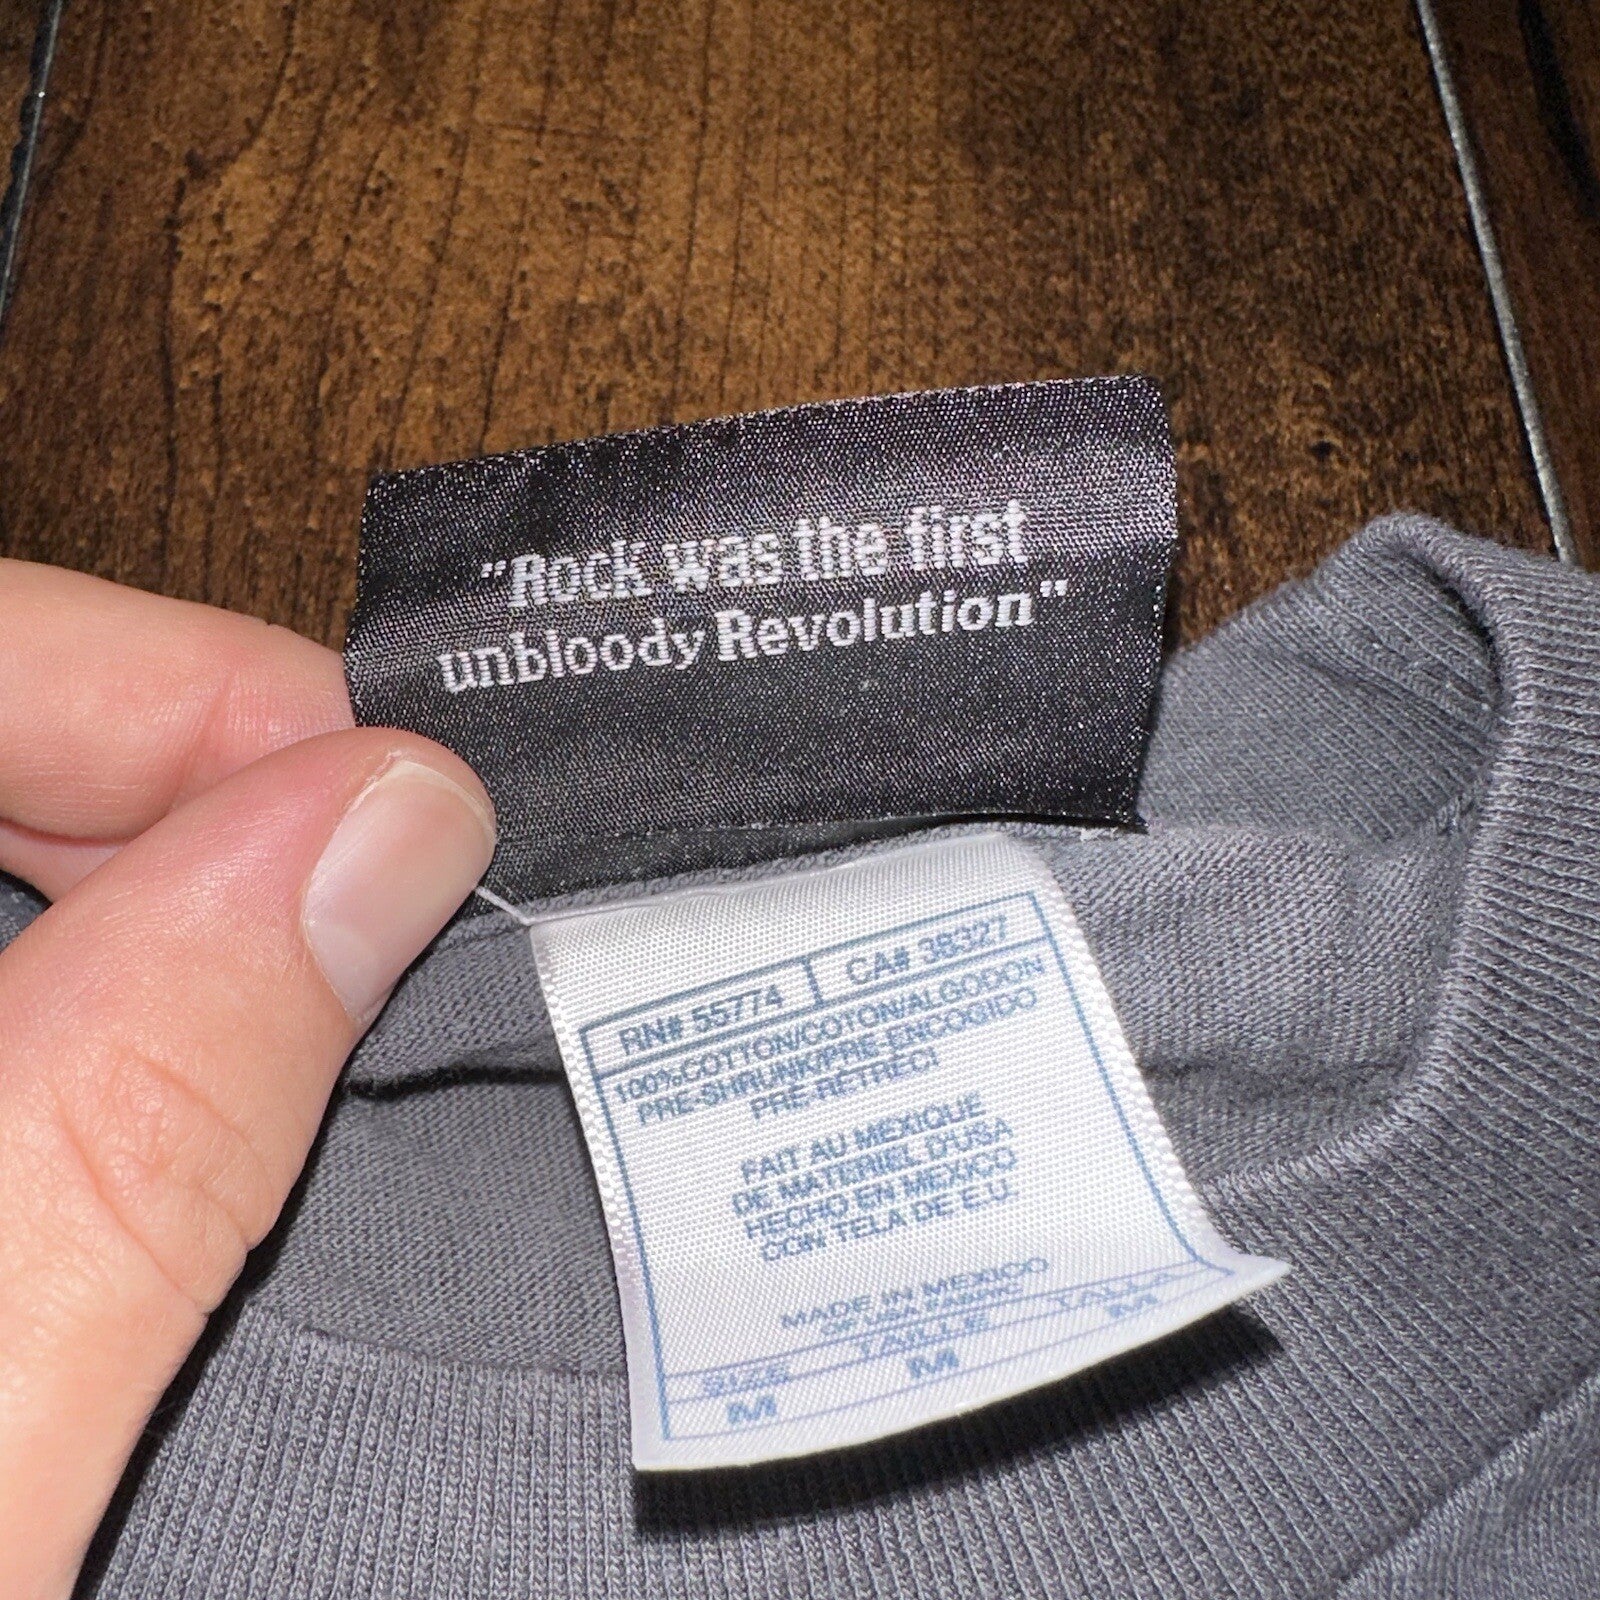 "Rock was the first
unbloody Revolution"
RN# 55774 CA# 38327
100% COTTON/COTON/ALGODON
PRE-SHRUNK/PRE-ENCOGIDO
PRÉ-RÉTRÉCI
FAIT AU MEXIQUE
DE MATERIEL D'USA
HECHO EN MEXICO
CON TELA DE E.U.
MADE IN MEXICO
OF USA FABRIC
SIZE TAILLE TALLA
M M M